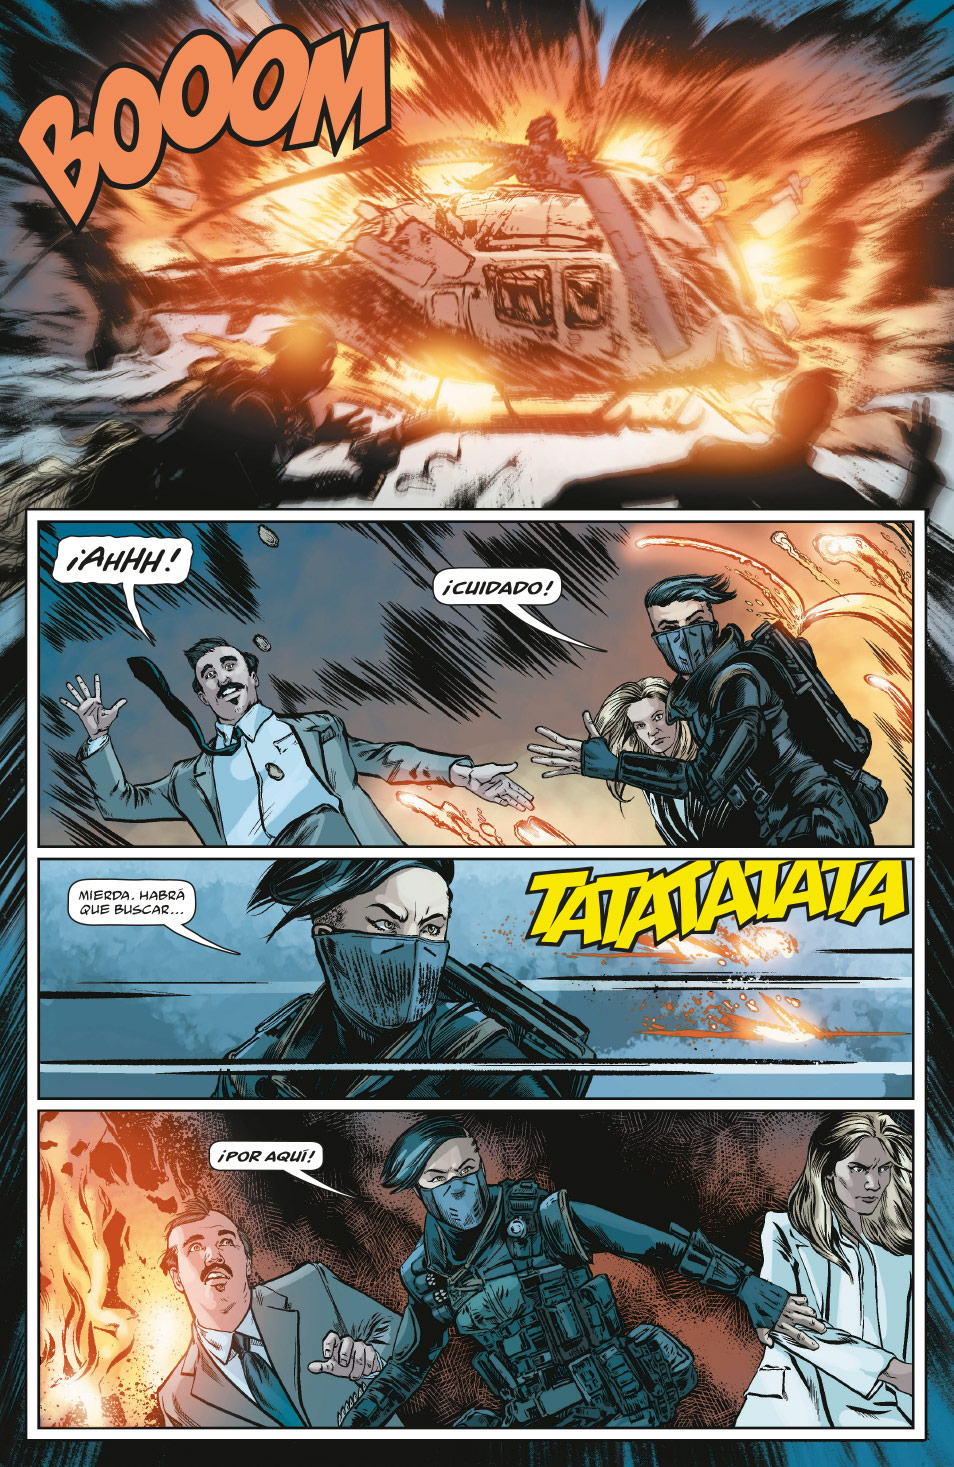 BOOOM
¡AHHH!
¡CUIDADO!
MIERDA. HABRÁ
QUE BUSCAR...
TATATATATA
¡POR AQUÍ!